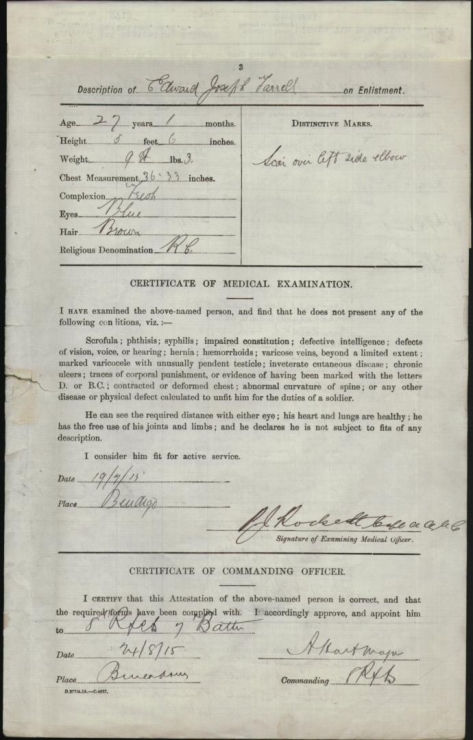 3
Description of Edward Joseph Farrell on Enlistment.
Age 27 years 1 months.
Height 5 feet 6 inches.
Weight 9 st lbs. 3
Chest Measurement 36-33 inches.
Complexion Fresh
Eyes Blue
Hair Brown
Religious Denomination R.C.
DISTINCTIVE MARKS.
Scar over left side elbow
CERTIFICATE OF MEDICAL EXAMINATION.
I HAVE examined the above-named person, and find that he does not present any of the
following conditions, viz. :—
Scrofula ; phthisis ; syphilis ; impaired constitution ; defective intelligence ; defects
of vision, voice, or hearing ; hernia ; hæmorrhoids ; varicose veins, beyond a limited extent ;
marked varicocele with unusually pendent testicle ; inveterate cutaneous disease ; chronic
ulcers ; traces of corporal punishment, or evidence of having been marked with the letters
D. or B.C. ; contracted or deformed chest ; abnormal curvature of spine ; or any other
disease or physical defect calculated to unfit him for the duties of a soldier.
He can see the required distance with either eye ; his heart and lungs are healthy ; he
has the free use of his joints and limbs ; and he declares he is not subject to fits of any
description.
I consider him fit for active service.
Date 19/7/15
Place Bendigo
Signature of Examining Medical Officer.
CERTIFICATE OF COMMANDING OFFICER.
I CERTIFY that this Attestation of the above-named person is correct, and that
the required forms have been complied with. I accordingly approve, and appoint him
to 8 Rfts 7 Battn
Date 24/8/15
Place
A Hart Major
Commanding 8 Rfts